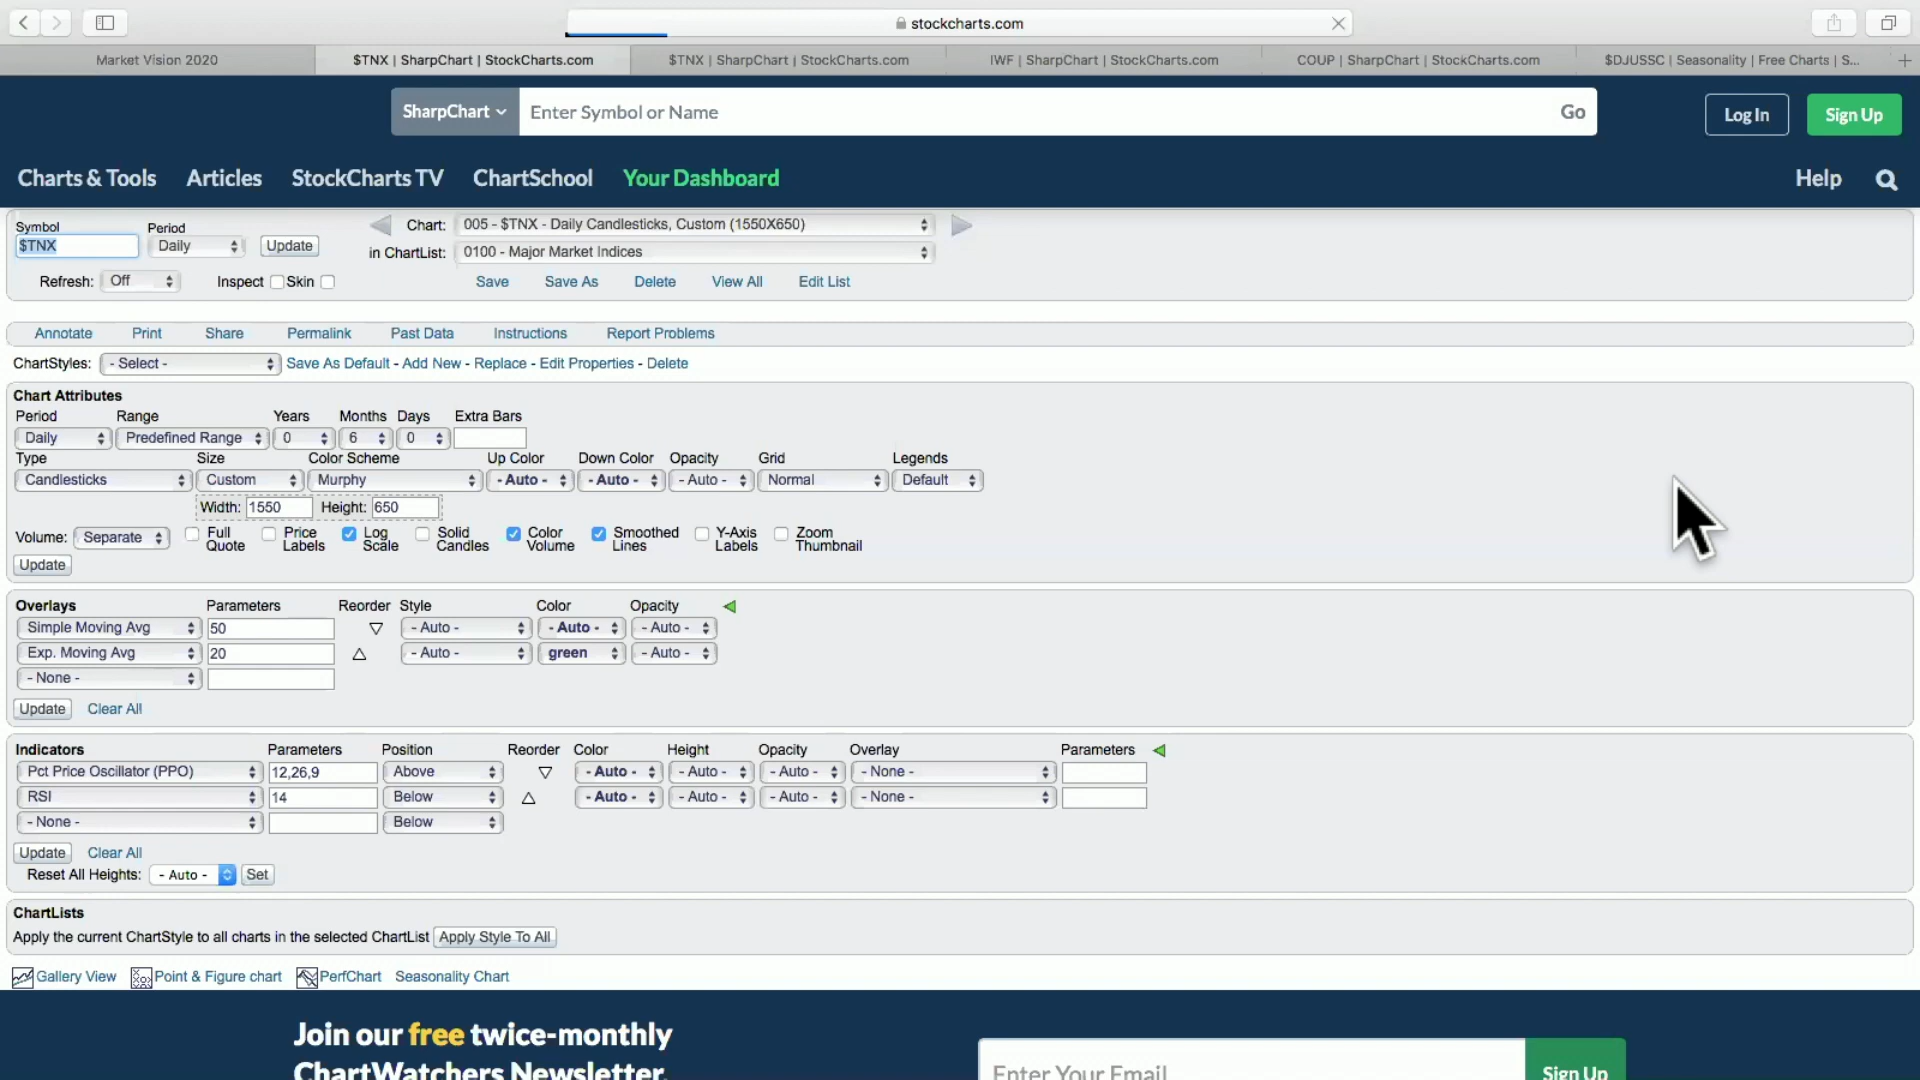 stockcharts.com
Market Vision 2020
$TNX | SharpChart | StockCharts.com
$TNX | SharpChart | StockCharts.com
IWF | SharpChart | StockCharts.com
COUP | SharpChart | StockCharts.com
$DJUSSC | Seasonality | Free Charts | S...
SharpChart
Enter Symbol or Name
Go
Log In
Sign Up
Charts & Tools
Articles
StockCharts TV
ChartSchool
Your Dashboard
Help
Symbol
Period
$TNX
Daily
Update
Chart:
005 - $TNX - Daily Candlesticks, Custom (1550X650)
in ChartList:
0100 - Major Market Indices
Refresh: Off
Inspect Skin
Save Save As Delete View All Edit List
Annotate Print Share Permalink Past Data Instructions Report Problems
ChartStyles: - Select - Save As Default - Add New - Replace - Edit Properties - Delete
Chart Attributes
Period Range Years Months Days Extra Bars
Daily Predefined Range 0 6 0
Type Size Color Scheme Up Color Down Color Opacity Grid Legends
Candlesticks Custom Murphy - Auto - - Auto - - Auto - Normal Default
Width: 1550 Height: 650
Volume: Separate Full Quote Price Labels Log Scale Solid Candles Color Volume Smoothed Lines Y-Axis Labels Zoom Thumbnail
Update
Overlays Parameters Reorder Style Color Opacity
Simple Moving Avg 50 - Auto - - Auto - - Auto -
Exp. Moving Avg 20 - Auto - green - Auto -
- None -
Update Clear All
Indicators Parameters Position Reorder Color Height Opacity Overlay Parameters
Pct Price Oscillator (PPO) 12,26,9 Above - Auto - - Auto - - Auto - - None -
RSI 14 Below - Auto - - Auto - - Auto - - None -
- None - Below
Update Clear All
Reset All Heights: - Auto - Set
ChartLists
Apply the current ChartStyle to all charts in the selected ChartList Apply Style To All
Gallery View Point & Figure chart PerfChart Seasonality Chart
Join our free twice-monthly
ChartWatchers Newsletter.
Enter Your Email
Sign Up